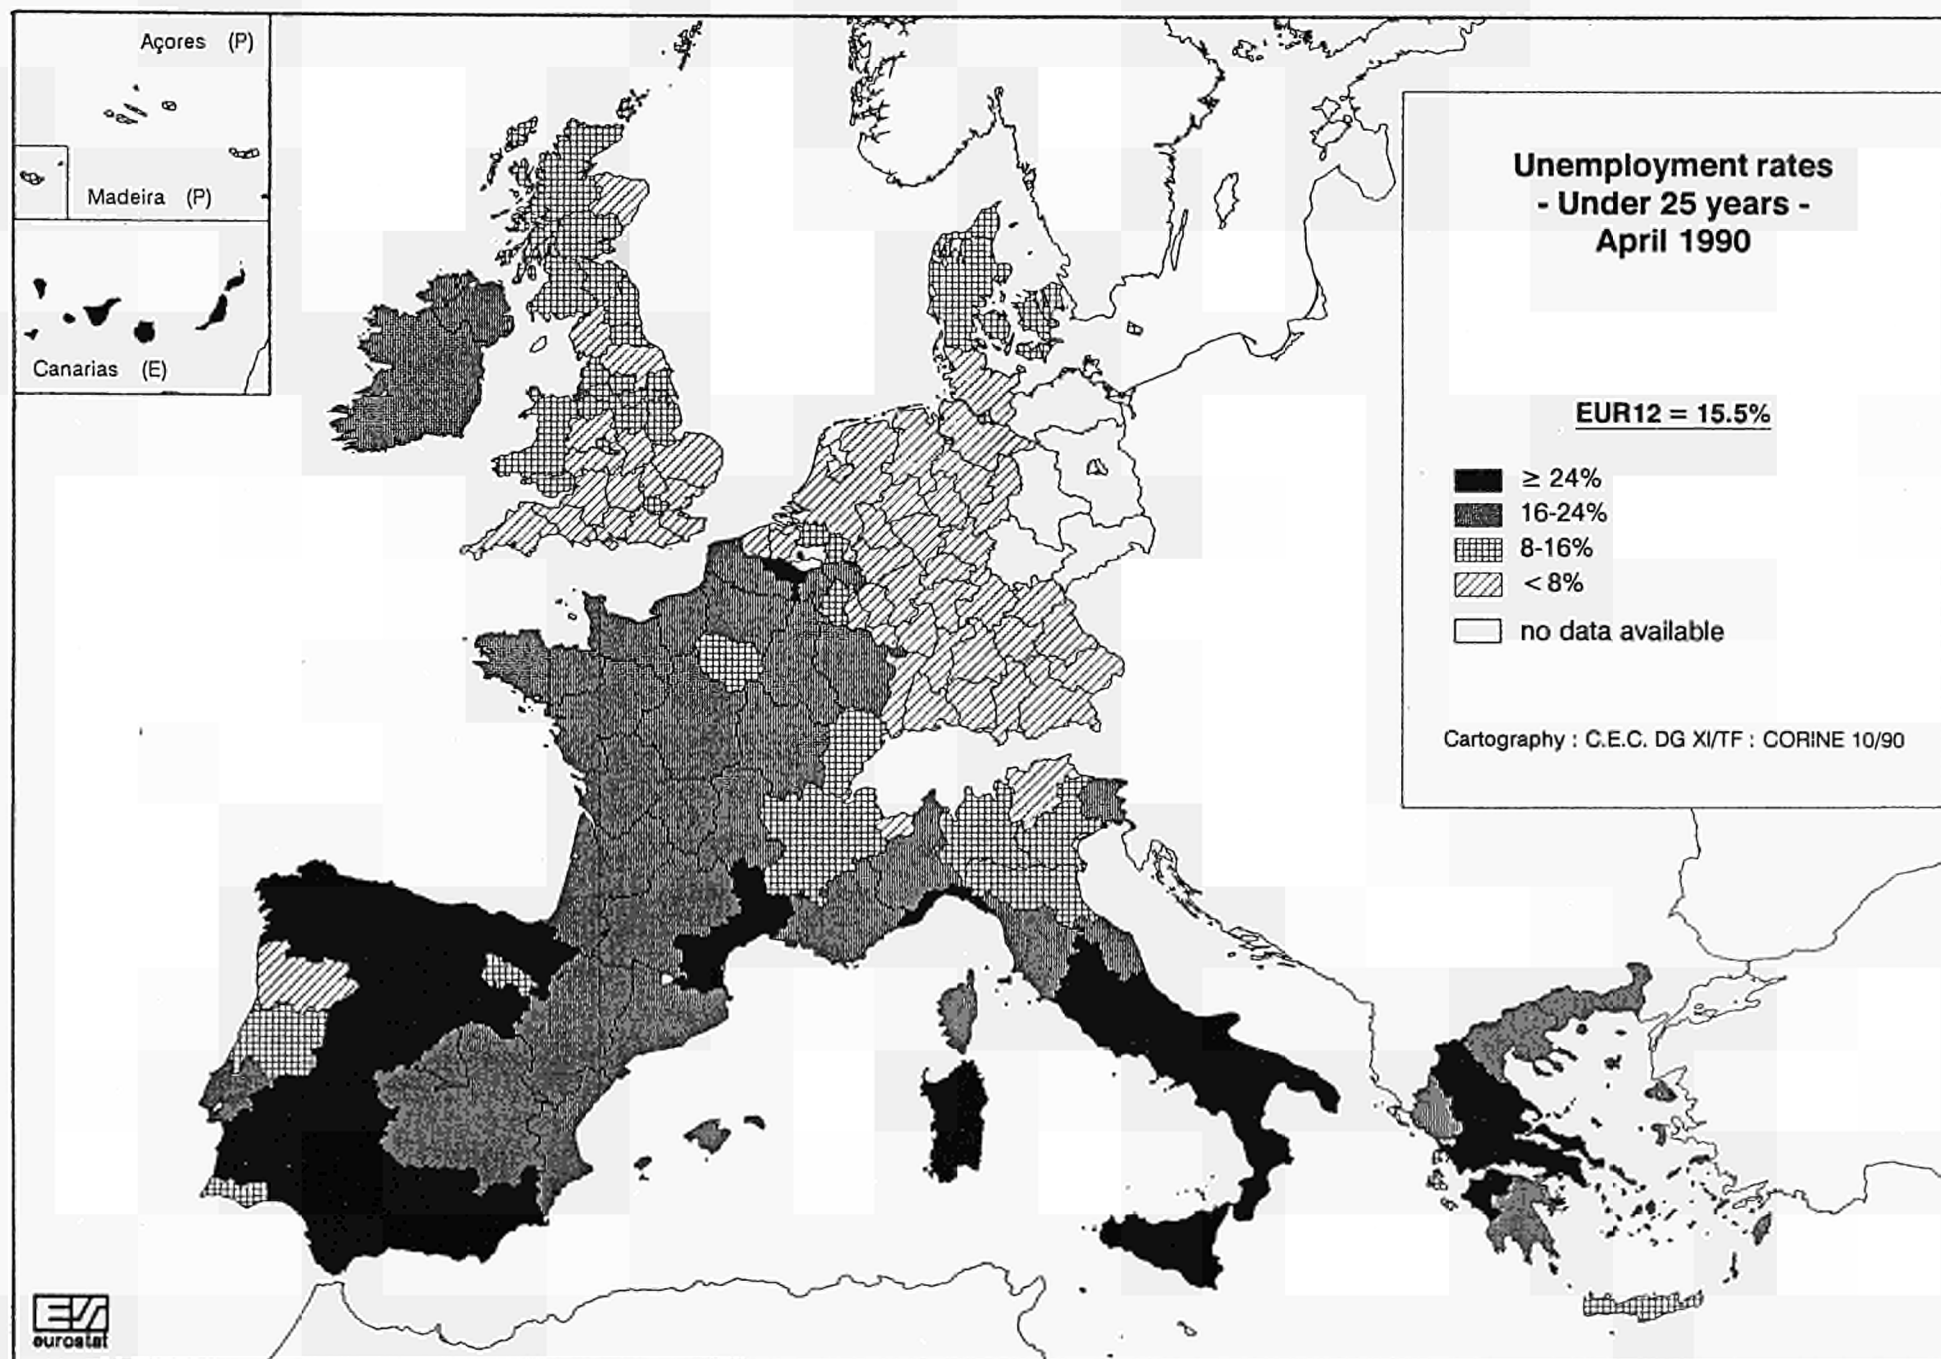 Açores (P)
Madeira (P)
Canarias (E)
Unemployment rates
- Under 25 years -
April 1990
EUR12 = 15.5%
≥ 24%
16-24%
8-16%
< 8%
no data available
Cartography : C.E.C. DG XI/TF : CORINE 10/90
eurostat